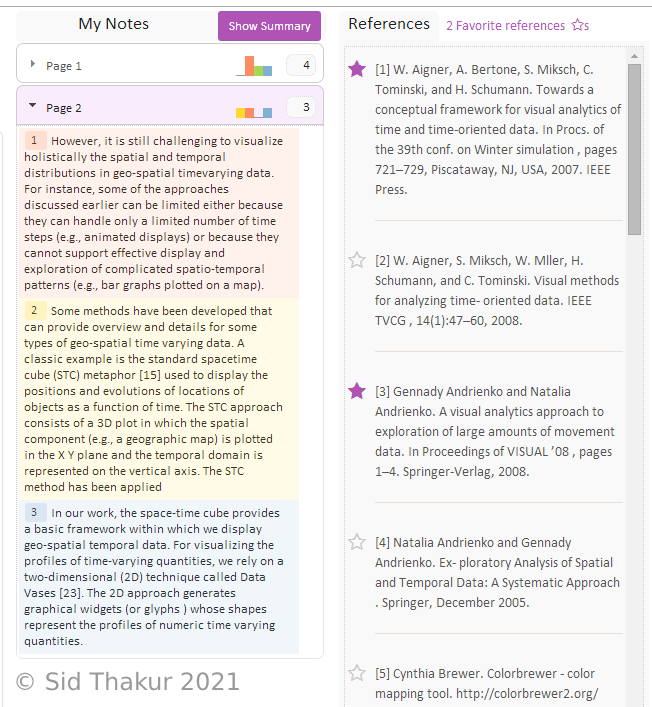 My Notes
Show Summary
Page 1
4
Page 2
3
1 However, it is still challenging to visualize
holistically the spatial and temporal
distributions in geo-spatial timevarying data.
For instance, some of the approaches
discussed earlier can be limited either because
they can handle only a limited number of time
steps (e.g., animated displays) or because they
cannot support effective display and
exploration of complicated spatio-temporal
patterns (e.g., bar graphs plotted on a map).
2 Some methods have been developed that
can provide overview and details for some
types of geo-spatial time varying data. A
classic example is the standard spacetime
cube (STC) metaphor [15] used to display the
positions and evolutions of locations of
objects as a function of time. The STC approach
consists of a 3D plot in which the spatial
component (e.g., a geographic map) is plotted
in the X Y plane and the temporal domain is
represented on the vertical axis. The STC
method has been applied
3 In our work, the space-time cube provides
a basic framework within which we display
geo-spatial temporal data. For visualizing the
profiles of time-varying quantities, we rely on a
two-dimensional (2D) technique called Data
Vases [23]. The 2D approach generates
graphical widgets (or glyphs ) whose shapes
represent the profiles of numeric time varying
quantities.
© Sid Thakur 2021
References
2 Favorite references ☆s
[1] W. Aigner, A. Bertone, S. Miksch, C.
Tominski, and H. Schumann. Towards a
conceptual framework for visual analytics of
time and time-oriented data. In Procs. of
the 39th conf. on Winter simulation , pages
721–729, Piscataway, NJ, USA, 2007. IEEE
Press.
[2] W. Aigner, S. Miksch, W. Mller, H.
Schumann, and C. Tominski. Visual methods
for analyzing time- oriented data. IEEE
TVCG , 14(1):47–60, 2008.
[3] Gennady Andrienko and Natalia
Andrienko. A visual analytics approach to
exploration of large amounts of movement
data. In Proceedings of VISUAL ’08 , pages
1–4. Springer-Verlag, 2008.
[4] Natalia Andrienko and Gennady
Andrienko. Ex- ploratory Analysis of Spatial
and Temporal Data: A Systematic Approach
. Springer, December 2005.
[5] Cynthia Brewer. Colorbrewer - color
mapping tool. http://colorbrewer2.org/